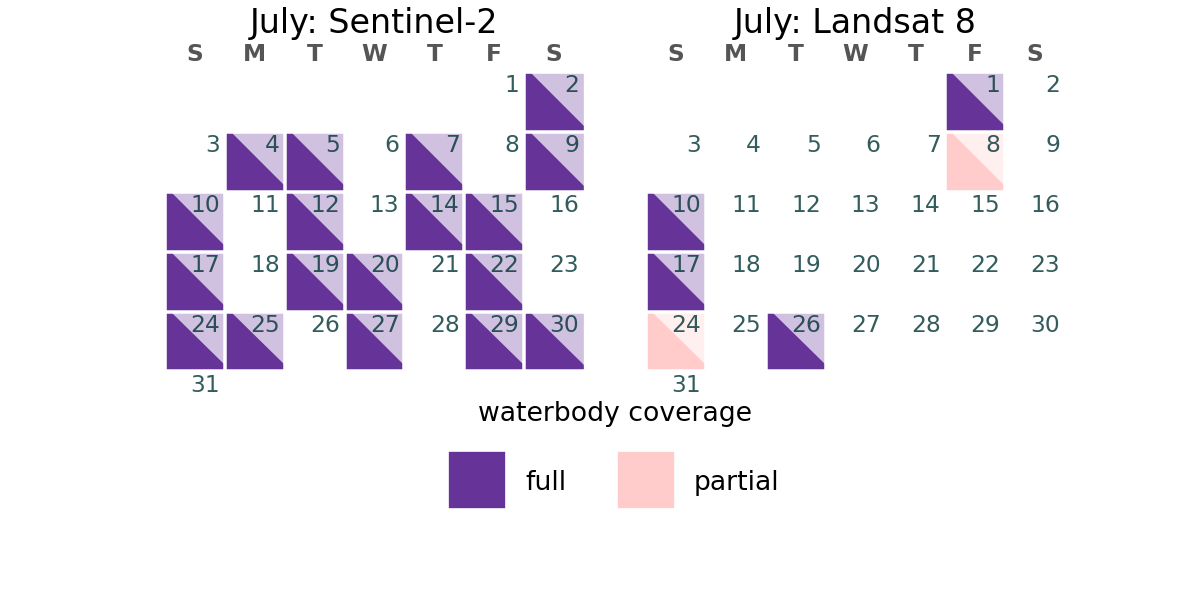 July: Sentinel-2
S M T W T F S
1 2
3 4 5 6 7 8 9
10 11 12 13 14 15 16
17 18 19 20 21 22 23
24 25 26 27 28 29 30
31
July: Landsat 8
S M T W T F S
1 2
3 4 5 6 7 8 9
10 11 12 13 14 15 16
17 18 19 20 21 22 23
24 25 26 27 28 29 30
31
waterbody coverage
full partial